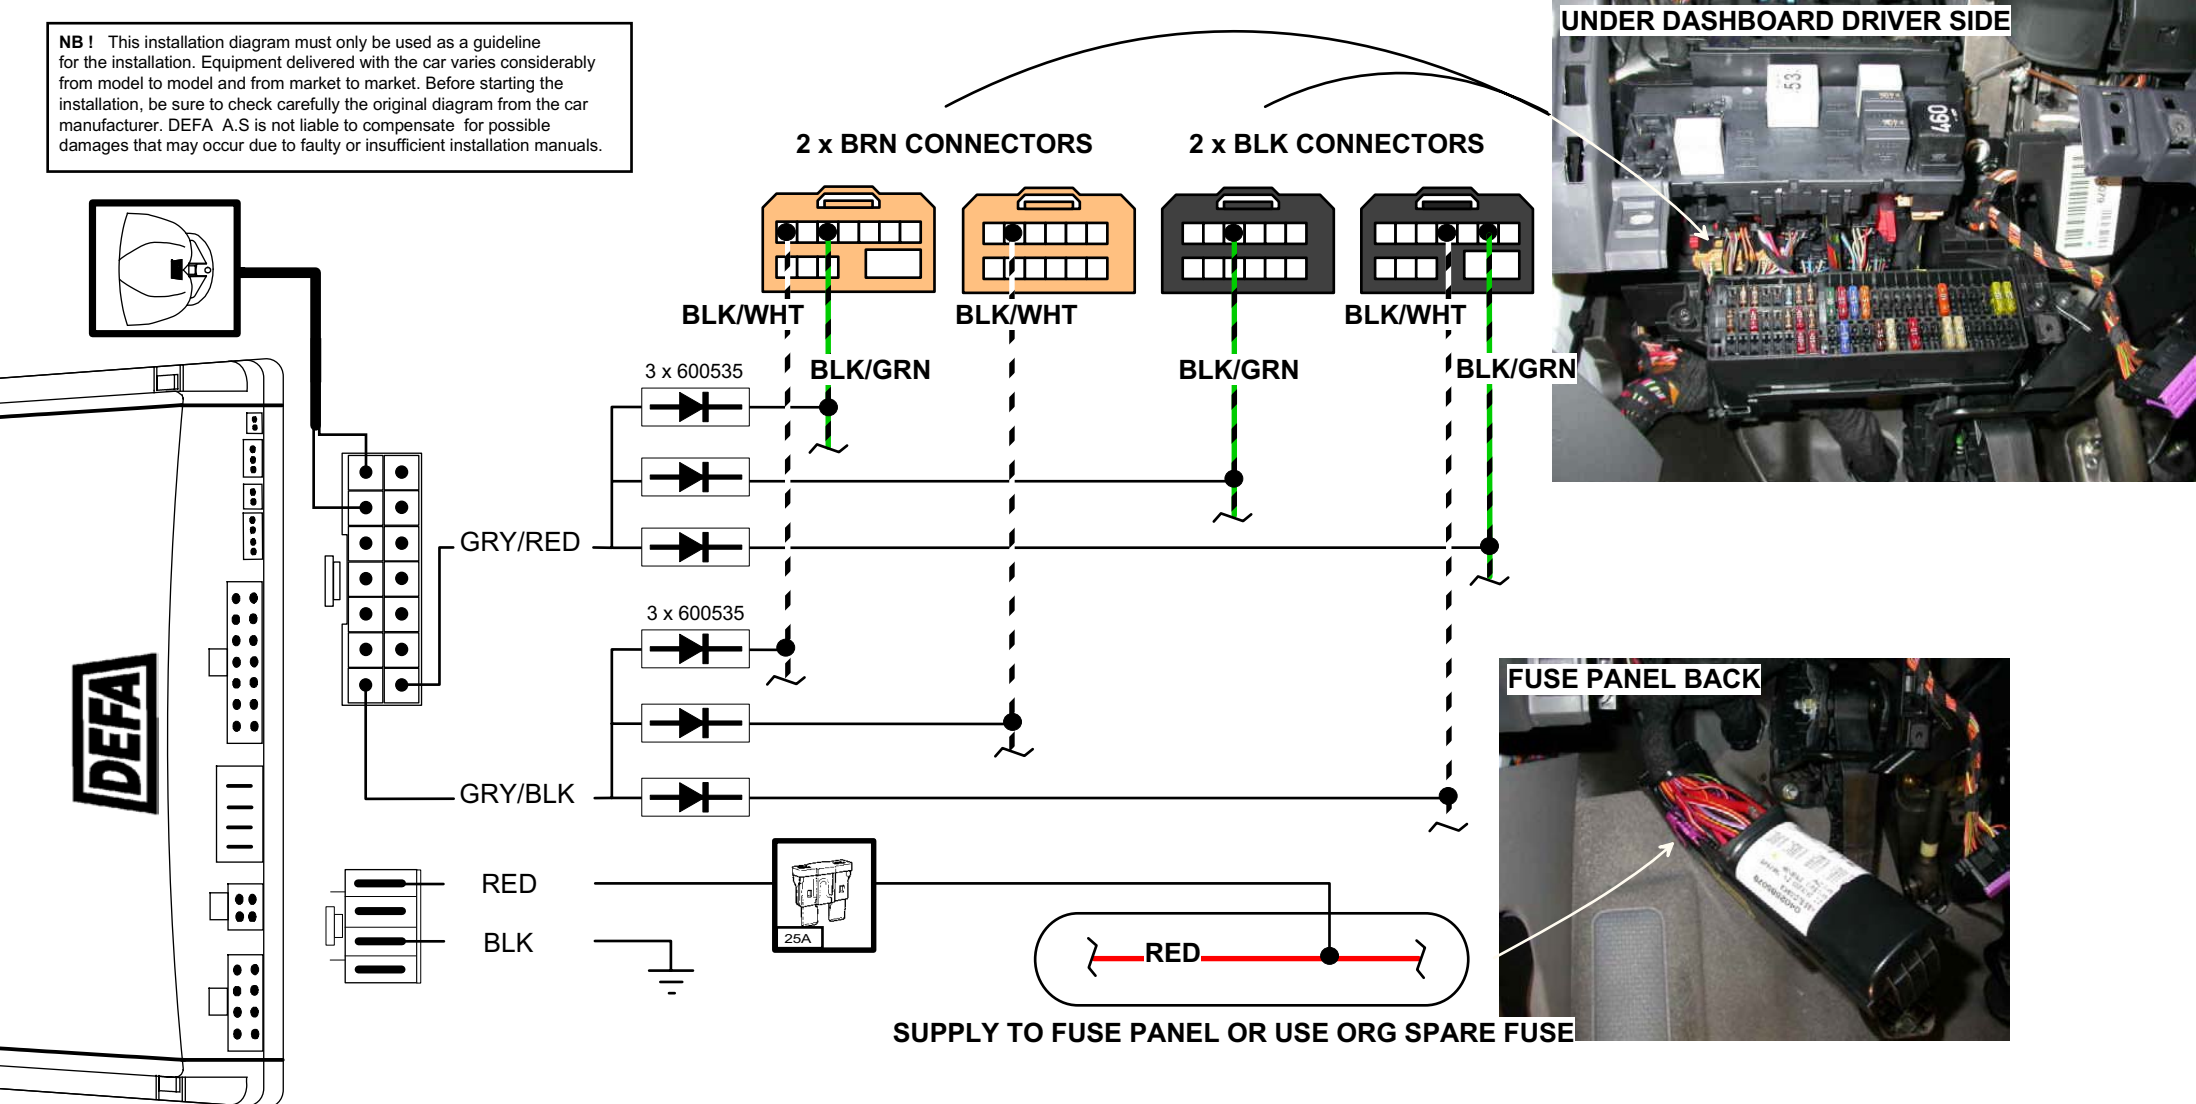 NB ! This installation diagram must only be used as a guideline
for the installation. Equipment delivered with the car varies considerably
from model to model and from market to market. Before starting the
installation, be sure to check carefully the original diagram from the car
manufacturer. DEFA A.S is not liable to compensate for possible
damages that may occur due to faulty or insufficient installation manuals.
UNDER DASHBOARD DRIVER SIDE
53
460
2 x BRN CONNECTORS
2 x BLK CONNECTORS
BLK/WHT
BLK/WHT
BLK/WHT
3 x 600535
BLK/GRN
BLK/GRN
BLK/GRN
GRY/RED
3 x 600535
DEFA
FUSE PANEL BACK
GRY/BLK
RED
25A
BLK
RED
SUPPLY TO FUSE PANEL OR USE ORG SPARE FUSE